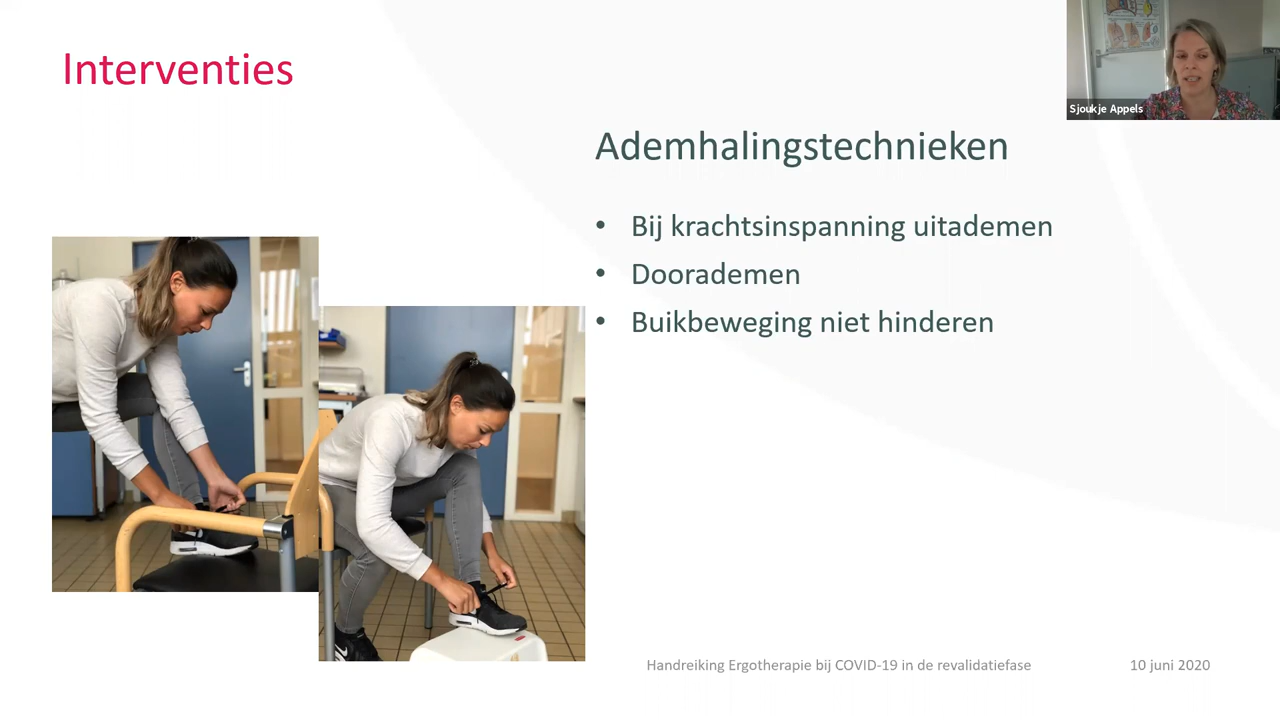 Interventies
Sjoukje Appels
Ademhalingstechnieken
• Bij krachtsinspanning uitademen
• Doorademen
• Buikbeweging niet hinderen
Handreiking Ergotherapie bij COVID-19 in de revalidatiefase
10 juni 2020